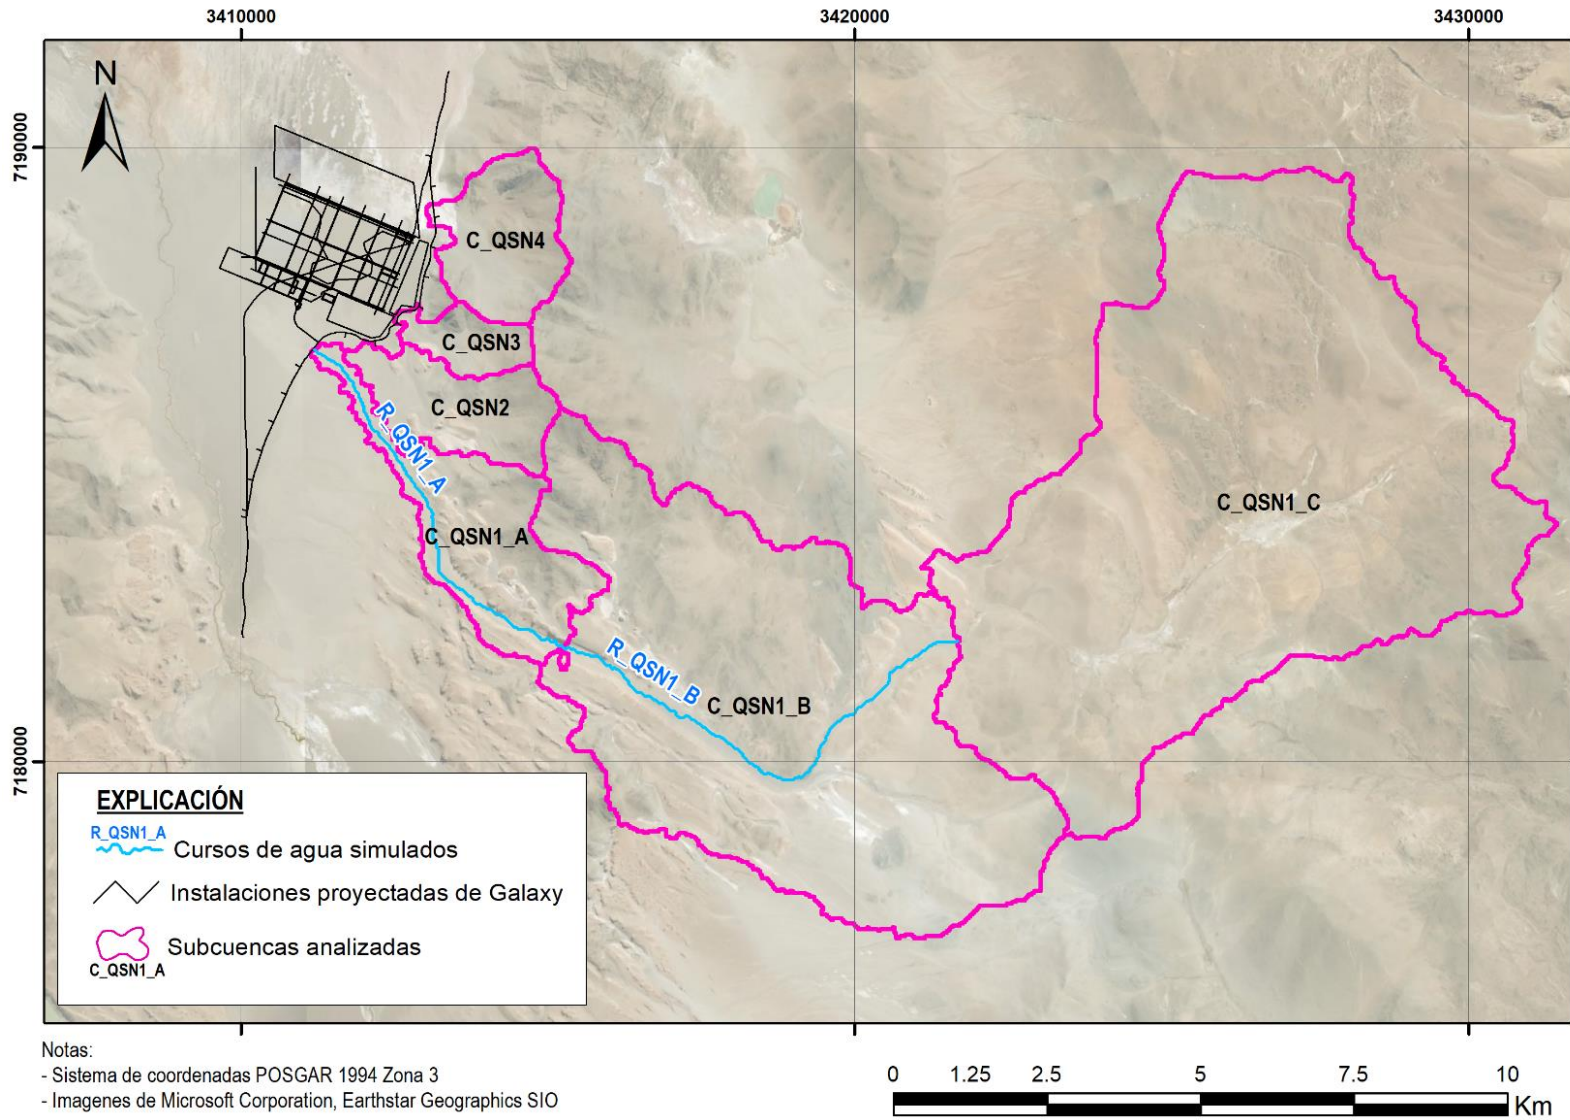 3410000
3420000
3430000
N
7190000
C_QSN4
C_QSN3
C_QSN2
R_QSN1_A
C_QSN1_A
C_QSN1_C
R_QSN1_B
C_QSN1_B
7180000
EXPLICACIÓN
R_QSN1_A
Cursos de agua simulados
Instalaciones proyectadas de Galaxy
Subcuencas analizadas
C_QSN1_A
Notas:
- Sistema de coordenadas POSGAR 1994 Zona 3
- Imagenes de Microsoft Corporation, Earthstar Geographics SIO
0 1.25 2.5 5 7.5 10
Km